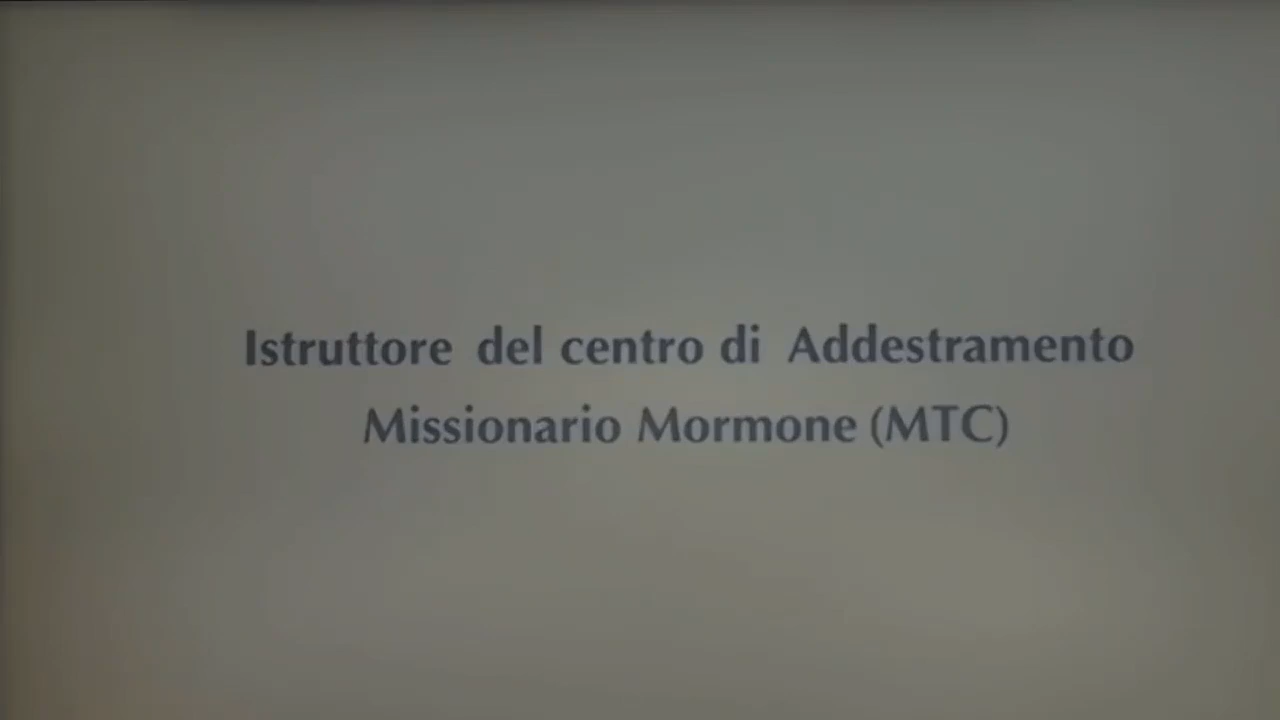 Istruttore del centro di Addestramento
Missionario Mormone (MTC)